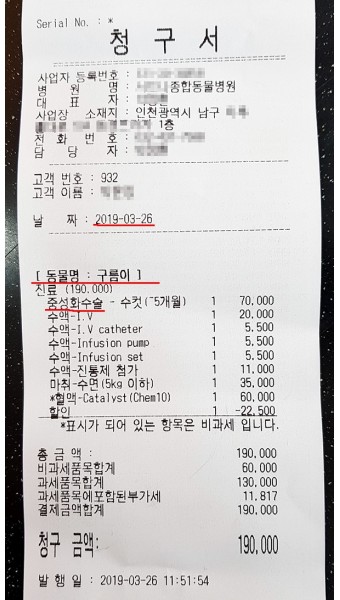 Serial No. : *
청 구 서
사업자 등록번호 :
병 원 명 : 종합동물병원
대 표 자 :
사업장 소재지 : 인천광역시 남구
1층
전 화 번 호 :
담 당 자 :
고객 번호 : 932
고객 이름 :
날 짜 : 2019-03-26
[ 동물명 : 구름이 ]
진료 (190,000)
중성화수술 - 수컷(~5개월) 1 70,000
수액-I.V 1 20,000
수액-I.V catheter 1 5,500
수액-Infusion pump 1 5,500
수액-Infusion set 1 5,500
수액-진통제 첨가 1 11,000
마취-수면(5kg 이하) 1 35,000
*혈액-Catalyst(Chem10) 1 60,000
할인 1 -22,500
*표시가 되어 있는 항목은 비과세 입니다.
총 금 액 : 190,000
비과세품목합계 60,000
과세품목합계 130,000
과세품목에포함된부가세 11,817
결제금액합계 190,000
청구 금액: 190,000
발 행 일 : 2019-03-26 11:51:54